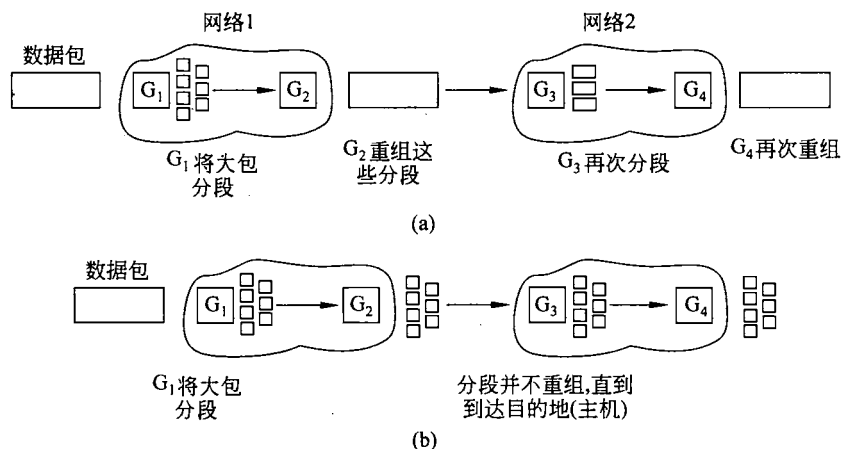 网络1
网络2
数据包
G₁
G₂
G₃
G₄
G₁将大包
分段
G₂重组这
些分段
G₃再次分段
G₄再次重组
(a)
数据包
G₁
G₂
G₃
G₄
G₁将大包
分段
分段并不重组,直到
到达目的地(主机)
(b)